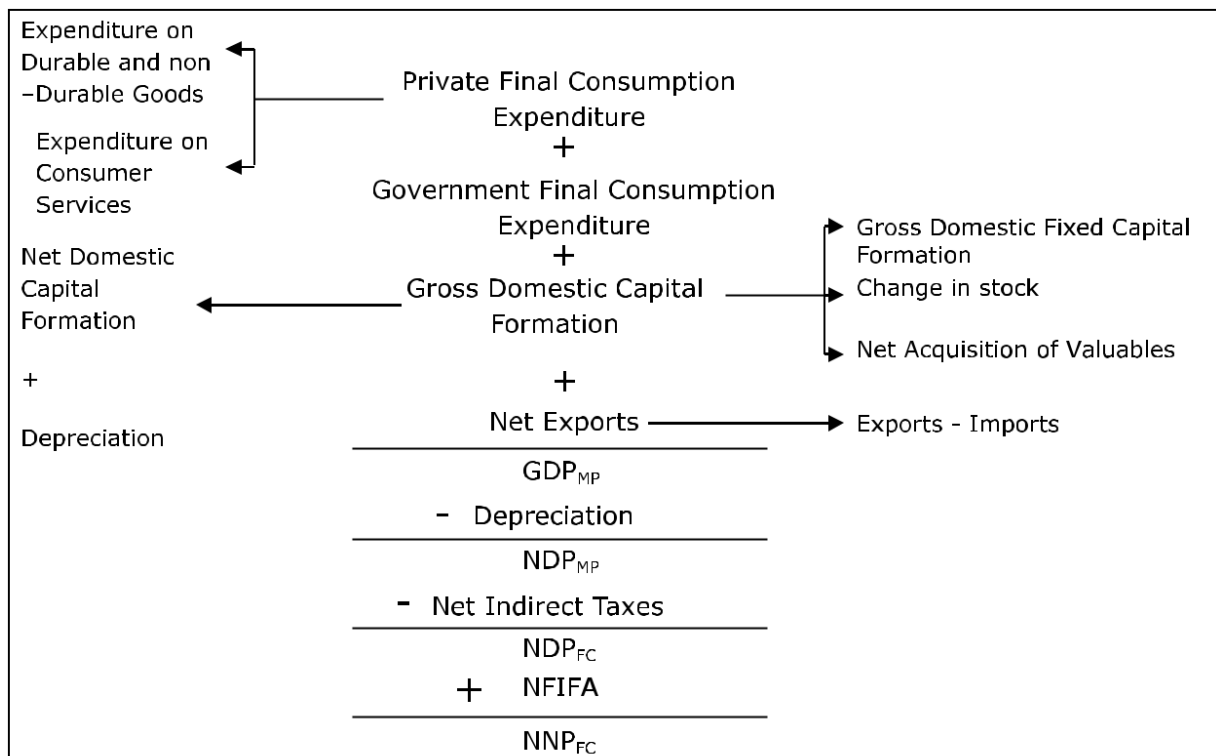 Expenditure on
Durable and non
–Durable Goods
Expenditure on
Consumer
Services
Private Final Consumption
Expenditure
+
Government Final Consumption
Expenditure
+
Gross Domestic Capital
Formation
Net Domestic
Capital
Formation
+
Depreciation
Gross Domestic Fixed Capital
Formation
Change in stock
Net Acquisition of Valuables
+
Net Exports
Exports - Imports
GDP_MP
- Depreciation
NDP_MP
- Net Indirect Taxes
NDP_FC
+ NFIFA
NNP_FC